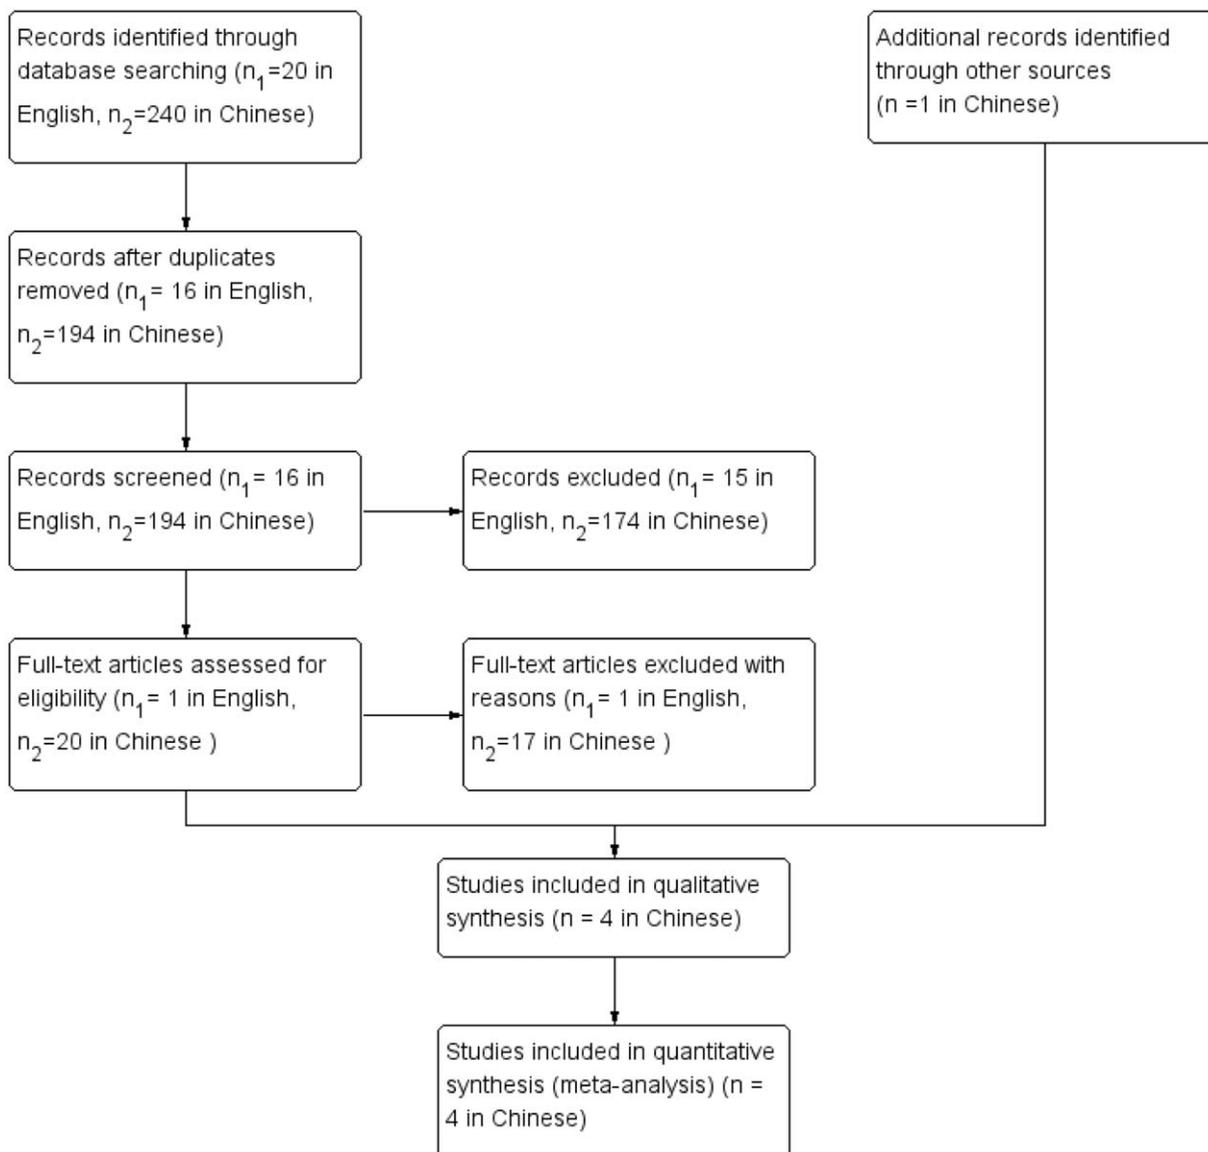 Records identified through
database searching (n1=20 in
English, n2=240 in Chinese)
Additional records identified
through other sources
(n =1 in Chinese)
Records after duplicates
removed (n1= 16 in English,
n2=194 in Chinese)
Records screened (n1= 16 in
English, n2=194 in Chinese)
Records excluded (n1= 15 in
English, n2=174 in Chinese)
Full-text articles assessed for
eligibility (n1= 1 in English,
n2=20 in Chinese )
Full-text articles excluded with
reasons (n1= 1 in English,
n2=17 in Chinese )
Studies included in qualitative
synthesis (n = 4 in Chinese)
Studies included in quantitative
synthesis (meta-analysis) (n =
4 in Chinese)